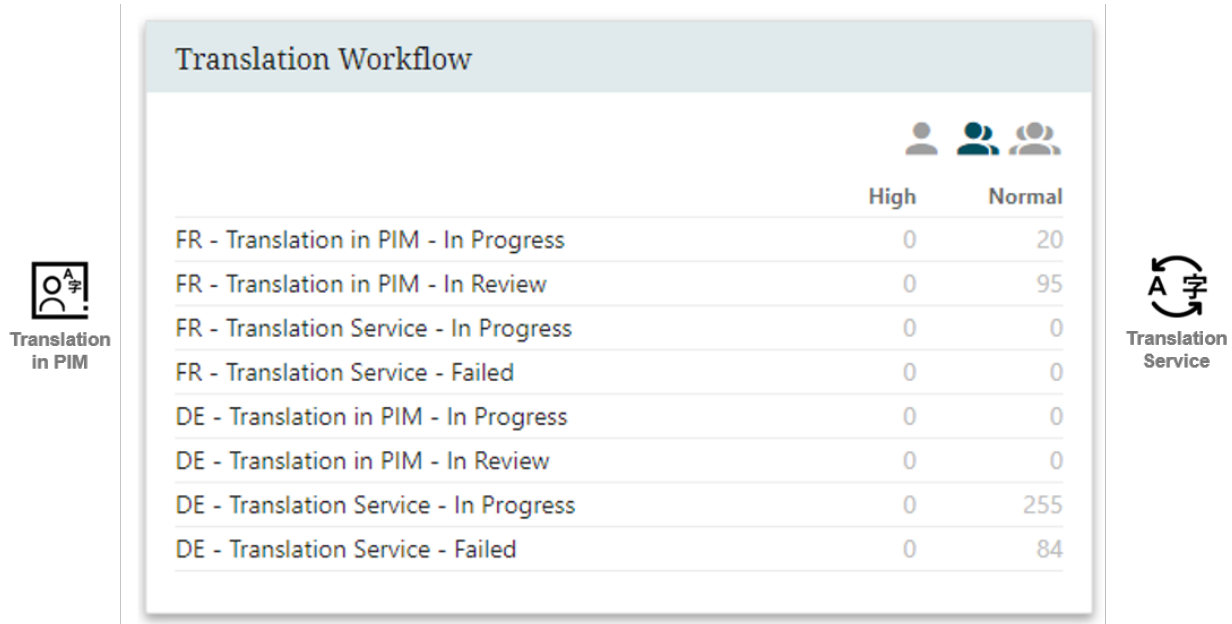 Translation Workflow
High Normal
FR - Translation in PIM - In Progress 0 20
FR - Translation in PIM - In Review 0 95
FR - Translation Service - In Progress 0 0
FR - Translation Service - Failed 0 0
DE - Translation in PIM - In Progress 0 0
DE - Translation in PIM - In Review 0 0
DE - Translation Service - In Progress 0 255
DE - Translation Service - Failed 0 84
A字
Translation
in PIM
A 字
Translation
Service